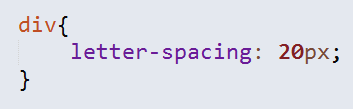 div{
    letter-spacing: 20px;
}